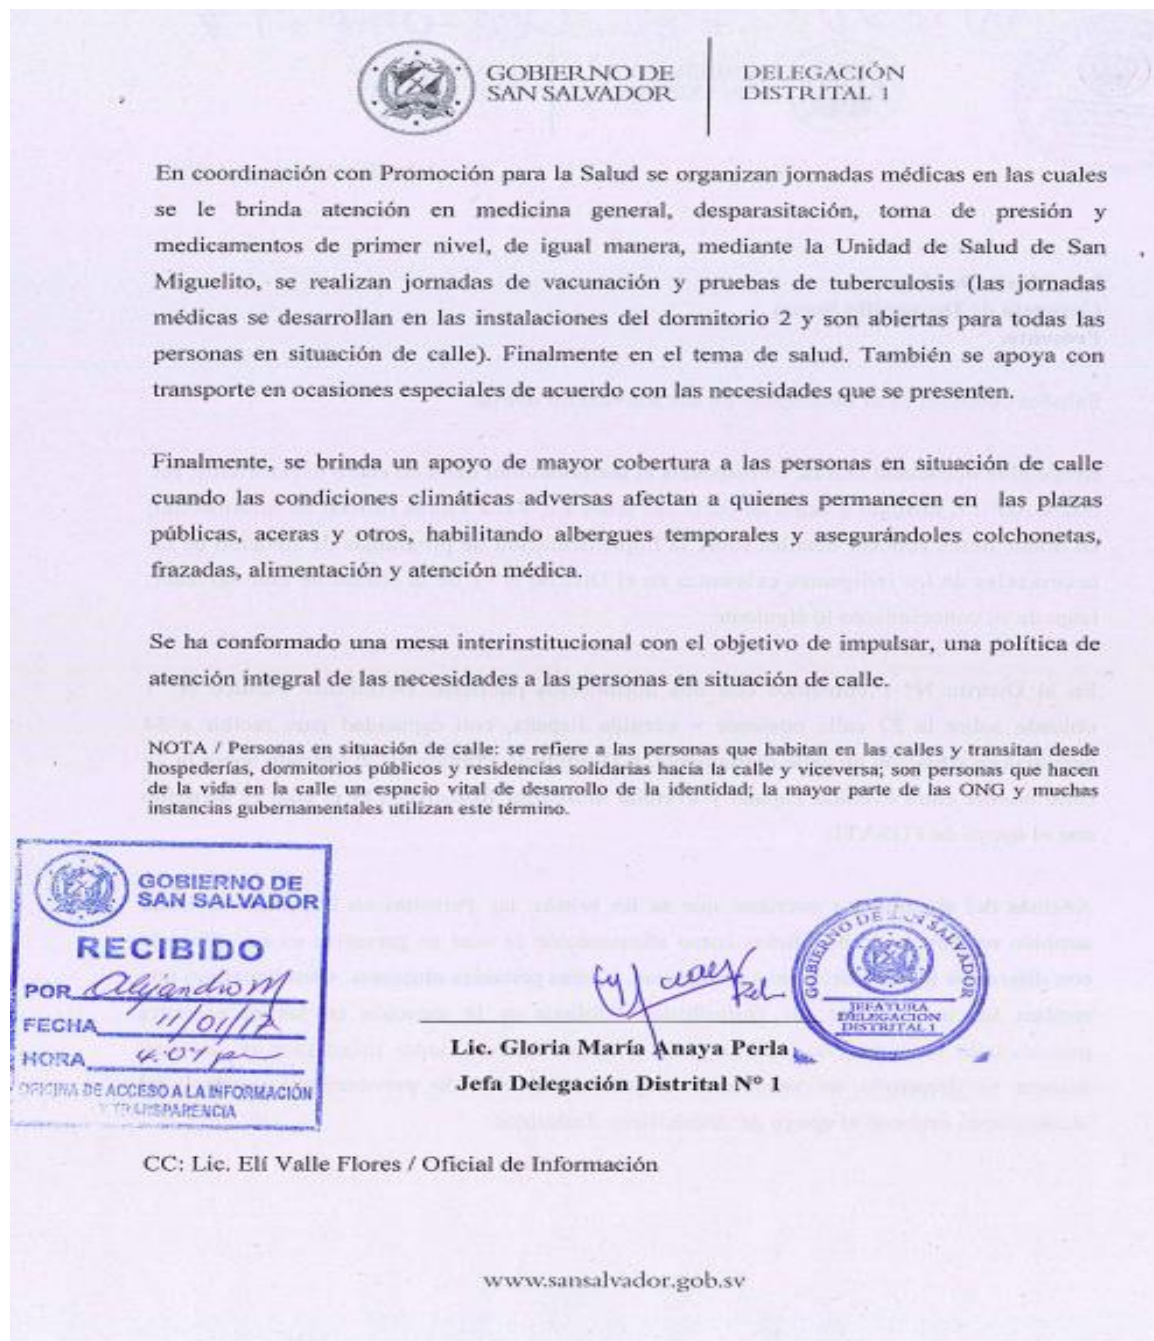 GOBIERNO DE
SAN SALVADOR
DELEGACIÓN
DISTRITAL 1
En coordinación con Promoción para la Salud se organizan jornadas médicas en las cuales
se le brinda atención en medicina general, desparasitación, toma de presión y
medicamentos de primer nivel, de igual manera, mediante la Unidad de Salud de San
Miguelito, se realizan jornadas de vacunación y pruebas de tuberculosis (las jornadas
médicas se desarrollan en las instalaciones del dormitorio 2 y son abiertas para todas las
personas en situación de calle). Finalmente en el tema de salud. También se apoya con
transporte en ocasiones especiales de acuerdo con las necesidades que se presenten.
Finalmente, se brinda un apoyo de mayor cobertura a las personas en situación de calle
cuando las condiciones climáticas adversas afectan a quienes permanecen en las plazas
públicas, aceras y otros, habilitando albergues temporales y asegurándoles colchonetas,
frazadas, alimentación y atención médica.
Se ha conformado una mesa interinstitucional con el objetivo de impulsar, una política de
atención integral de las necesidades a las personas en situación de calle.
NOTA / Personas en situación de calle: se refiere a las personas que habitan en las calles y transitan desde
hospederías, dormitorios públicos y residencias solidarias hacia la calle y viceversa; son personas que hacen
de la vida en la calle un espacio vital de desarrollo de la identidad; la mayor parte de las ONG y muchas
instancias gubernamentales utilizan este término.
GOBIERNO DE
SAN SALVADOR
RECIBIDO
POR Alejandro M
FECHA 11/01/17
HORA 4:07 p
OFICINA DE ACCESO A LA INFORMACIÓN
Y TRANSPARENCIA
GOBIERNO DE SAN SALVADOR
JEFATURA
DELEGACIÓN
DISTRITAL 1
Lic. Gloria María Anaya Perla
Jefa Delegación Distrital Nº 1
CC: Lic. Elí Valle Flores / Oficial de Información
www.sansalvador.gob.sv